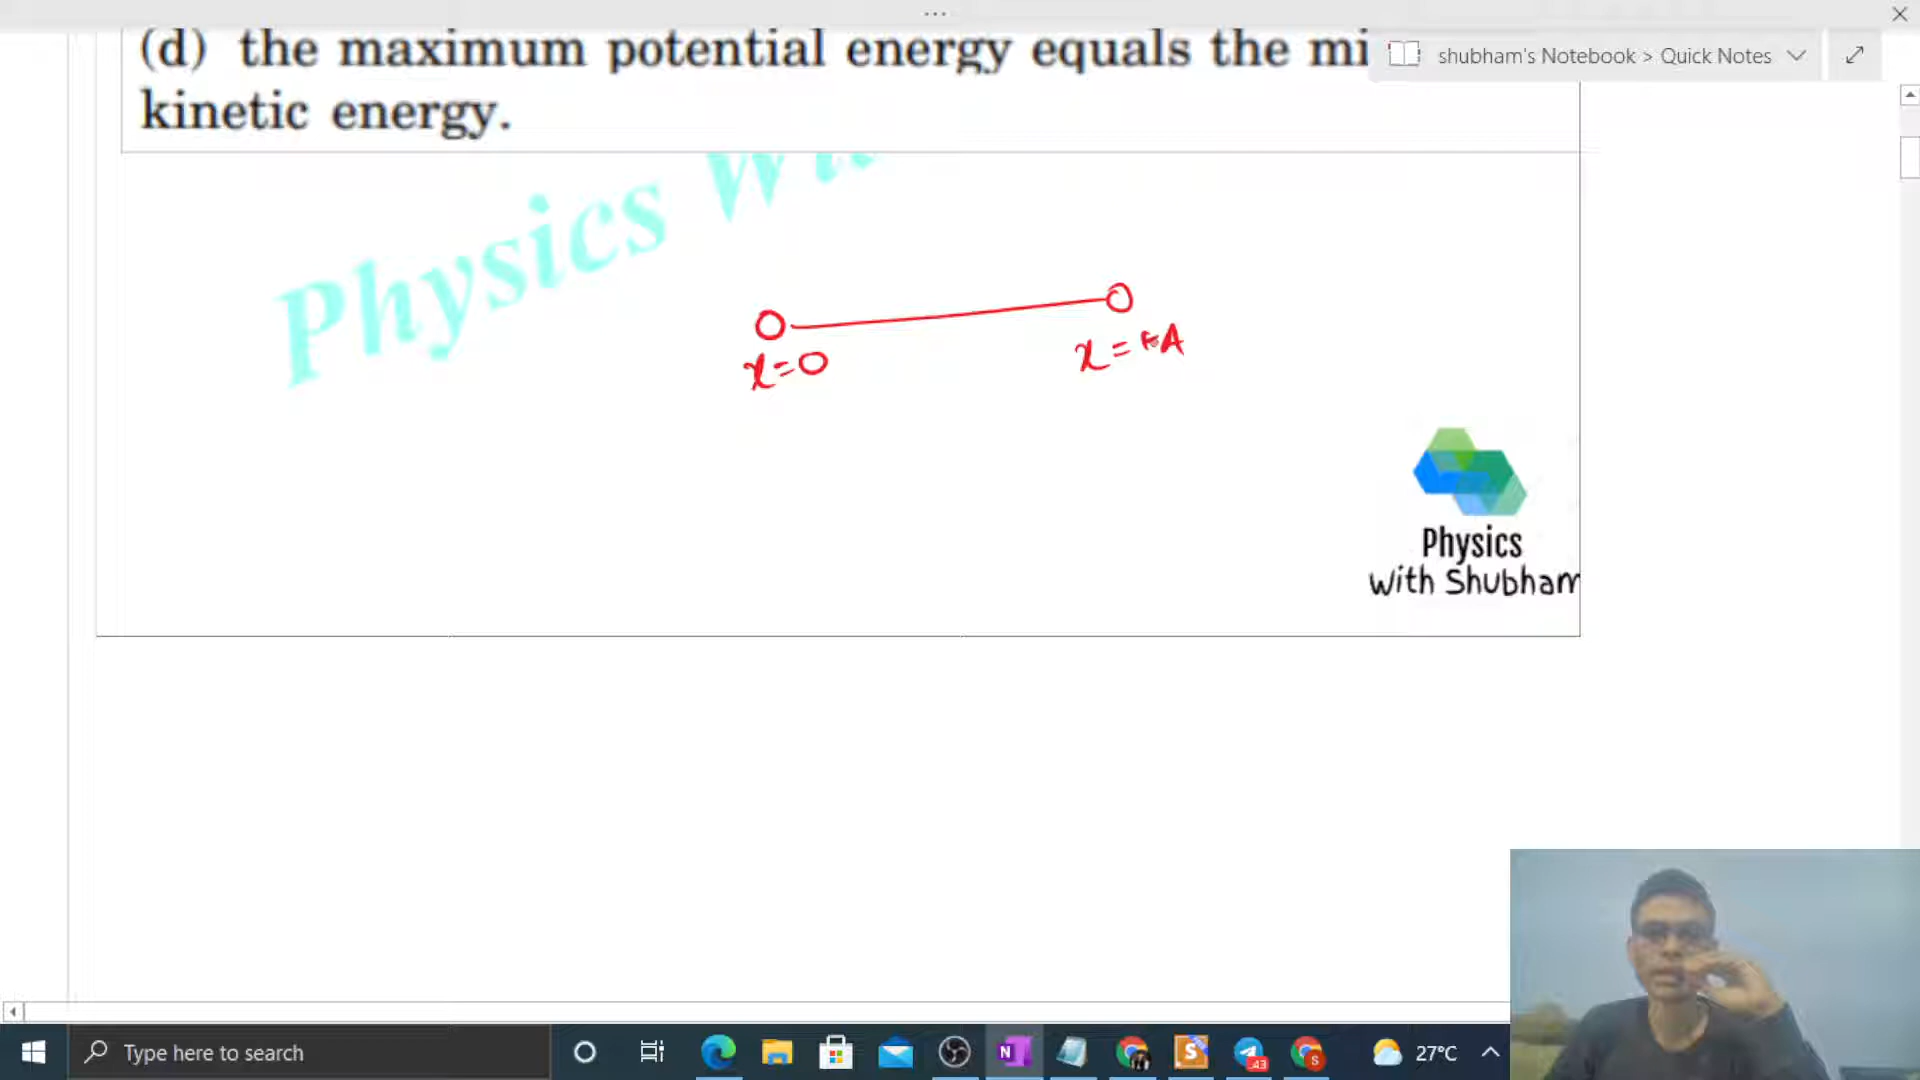 (d) the maximum potential energy equals the mi
shubham's Notebook > Quick Notes
kinetic energy.
Physics
x=0
x=+A
Physics
with Shubham
Type here to search
43
27°C